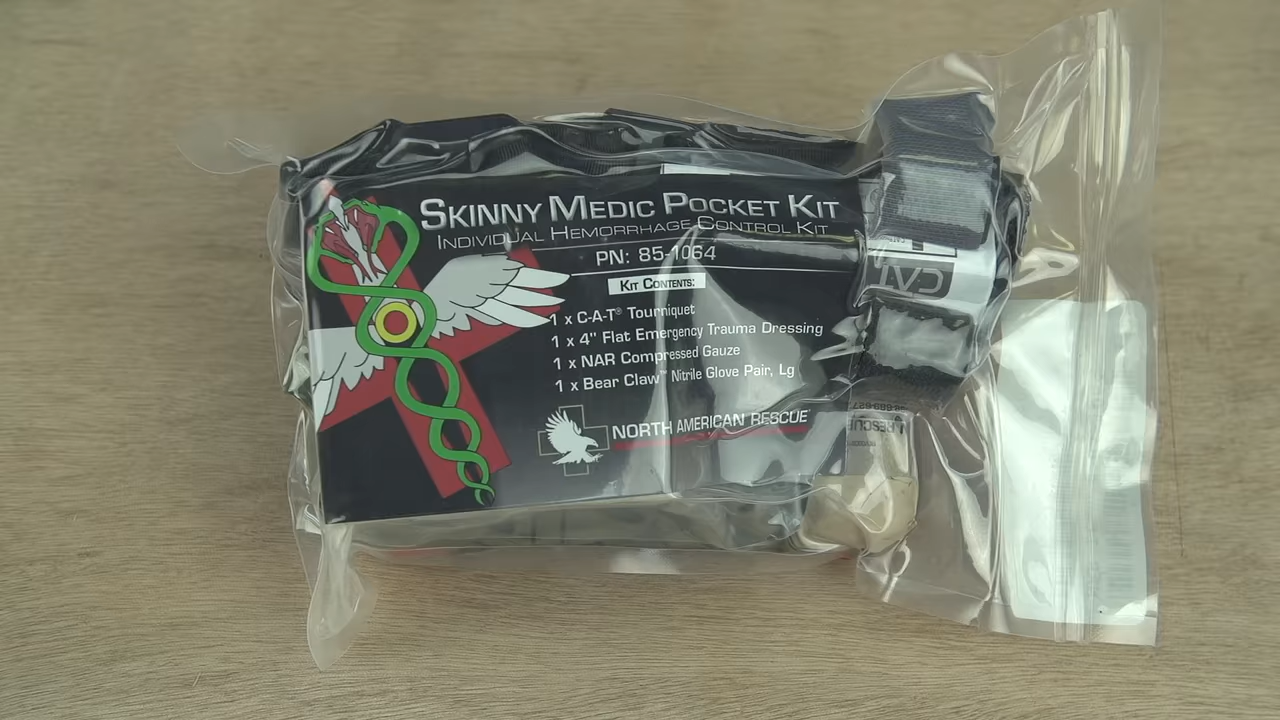 SKINNY MEDIC POCKET KIT
INDIVIDUAL HEMORRHAGE CONTROL KIT
PN: 85-1064
KIT CONTENTS:
1 x C-A-T® Tourniquet
1 x 4" Flat Emergency Trauma Dressing
1 x NAR Compressed Gauze
1 x Bear Claw™ Nitrile Glove Pair, Lg
NORTH AMERICAN RESCUE®
CAT
RESCUE